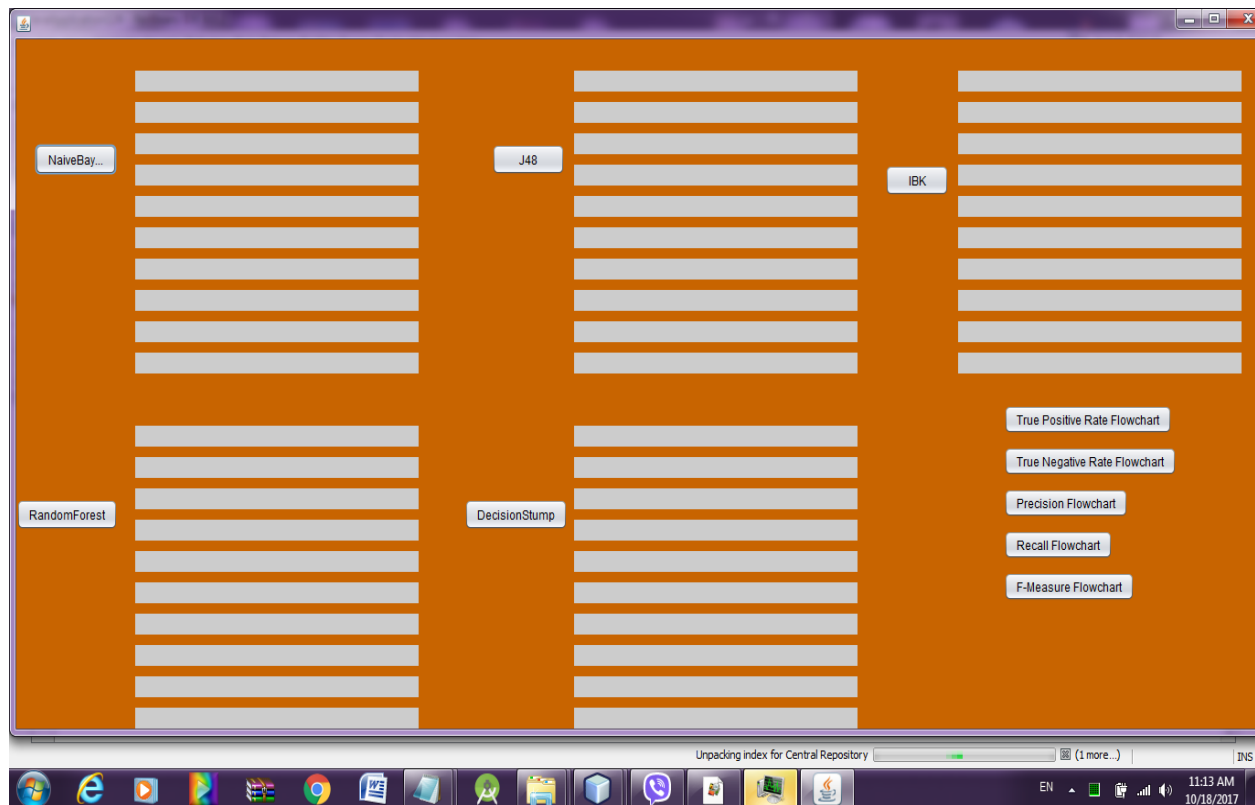 NaiveBay...
J48
IBK
True Positive Rate Flowchart
True Negative Rate Flowchart
RandomForest
DecisionStump
Precision Flowchart
Recall Flowchart
F-Measure Flowchart
Unpacking index for Central Repository
(1 more...)
INS
EN
11:13 AM
10/18/2017